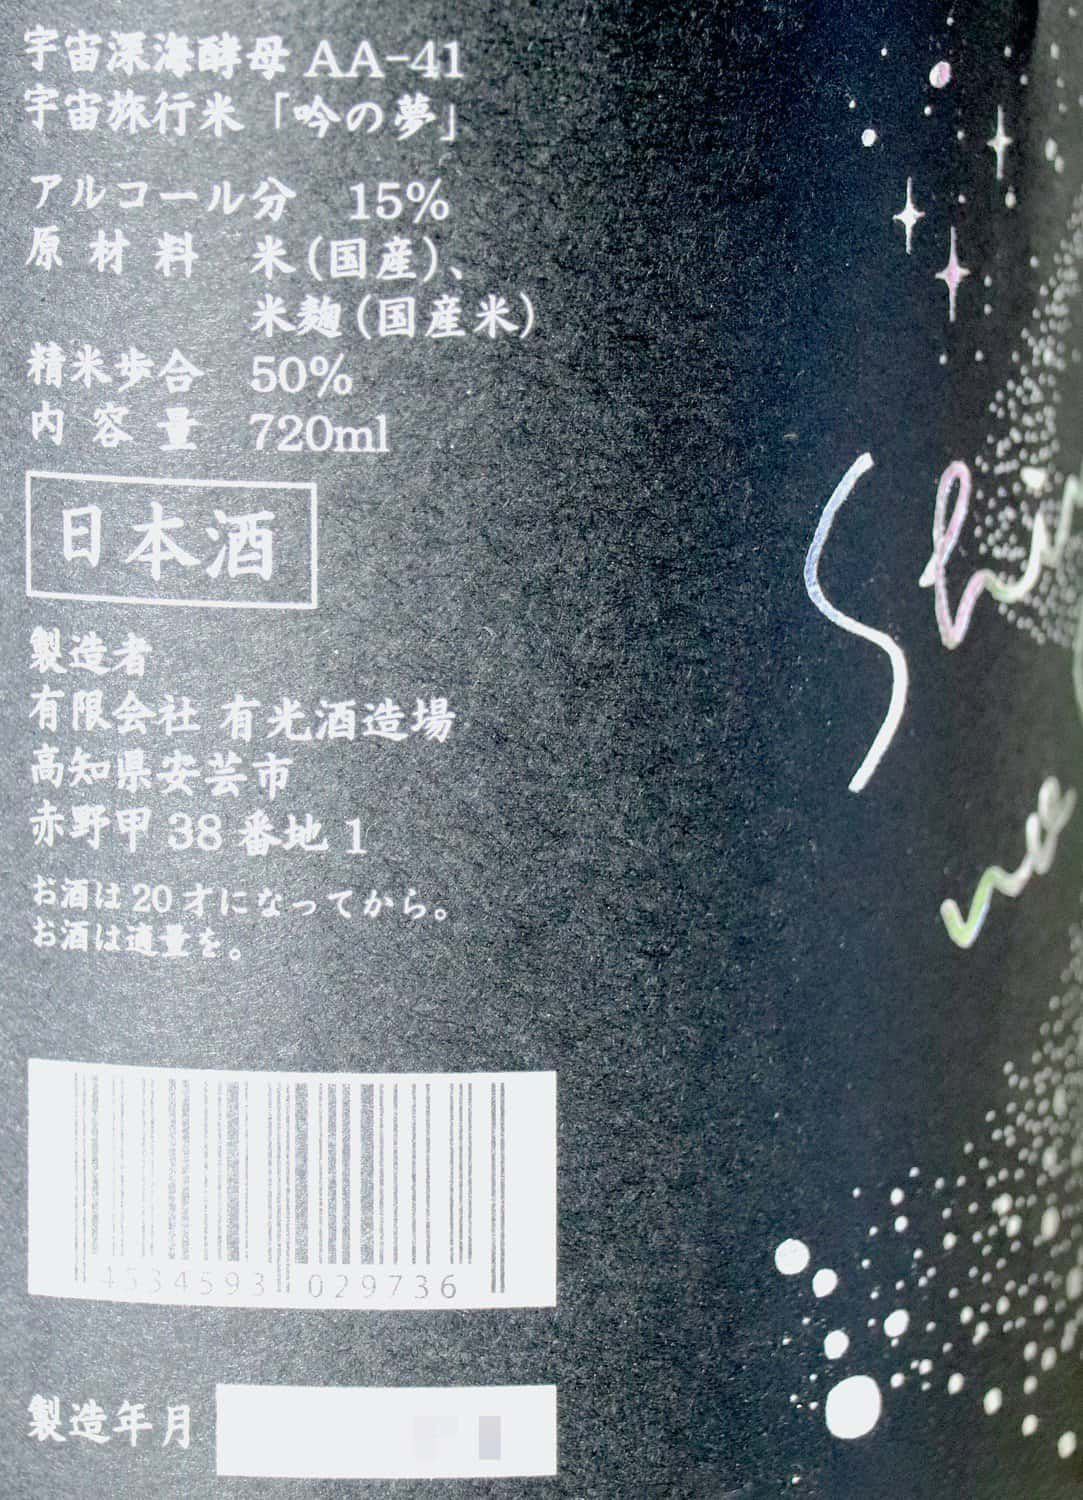 宇宙深海酵母 AA-41
宇宙旅行米「吟の夢」
アルコール分 15%
原材料 米(国産)、
米麹(国産米)
精米歩合 50%
内容量 720ml
日本酒
製造者
有限会社 有光酒造場
高知県安芸市
赤野甲 38 番地 1
お酒は 20 才になってから。
お酒は適量を。
4534593 029736
製造年月